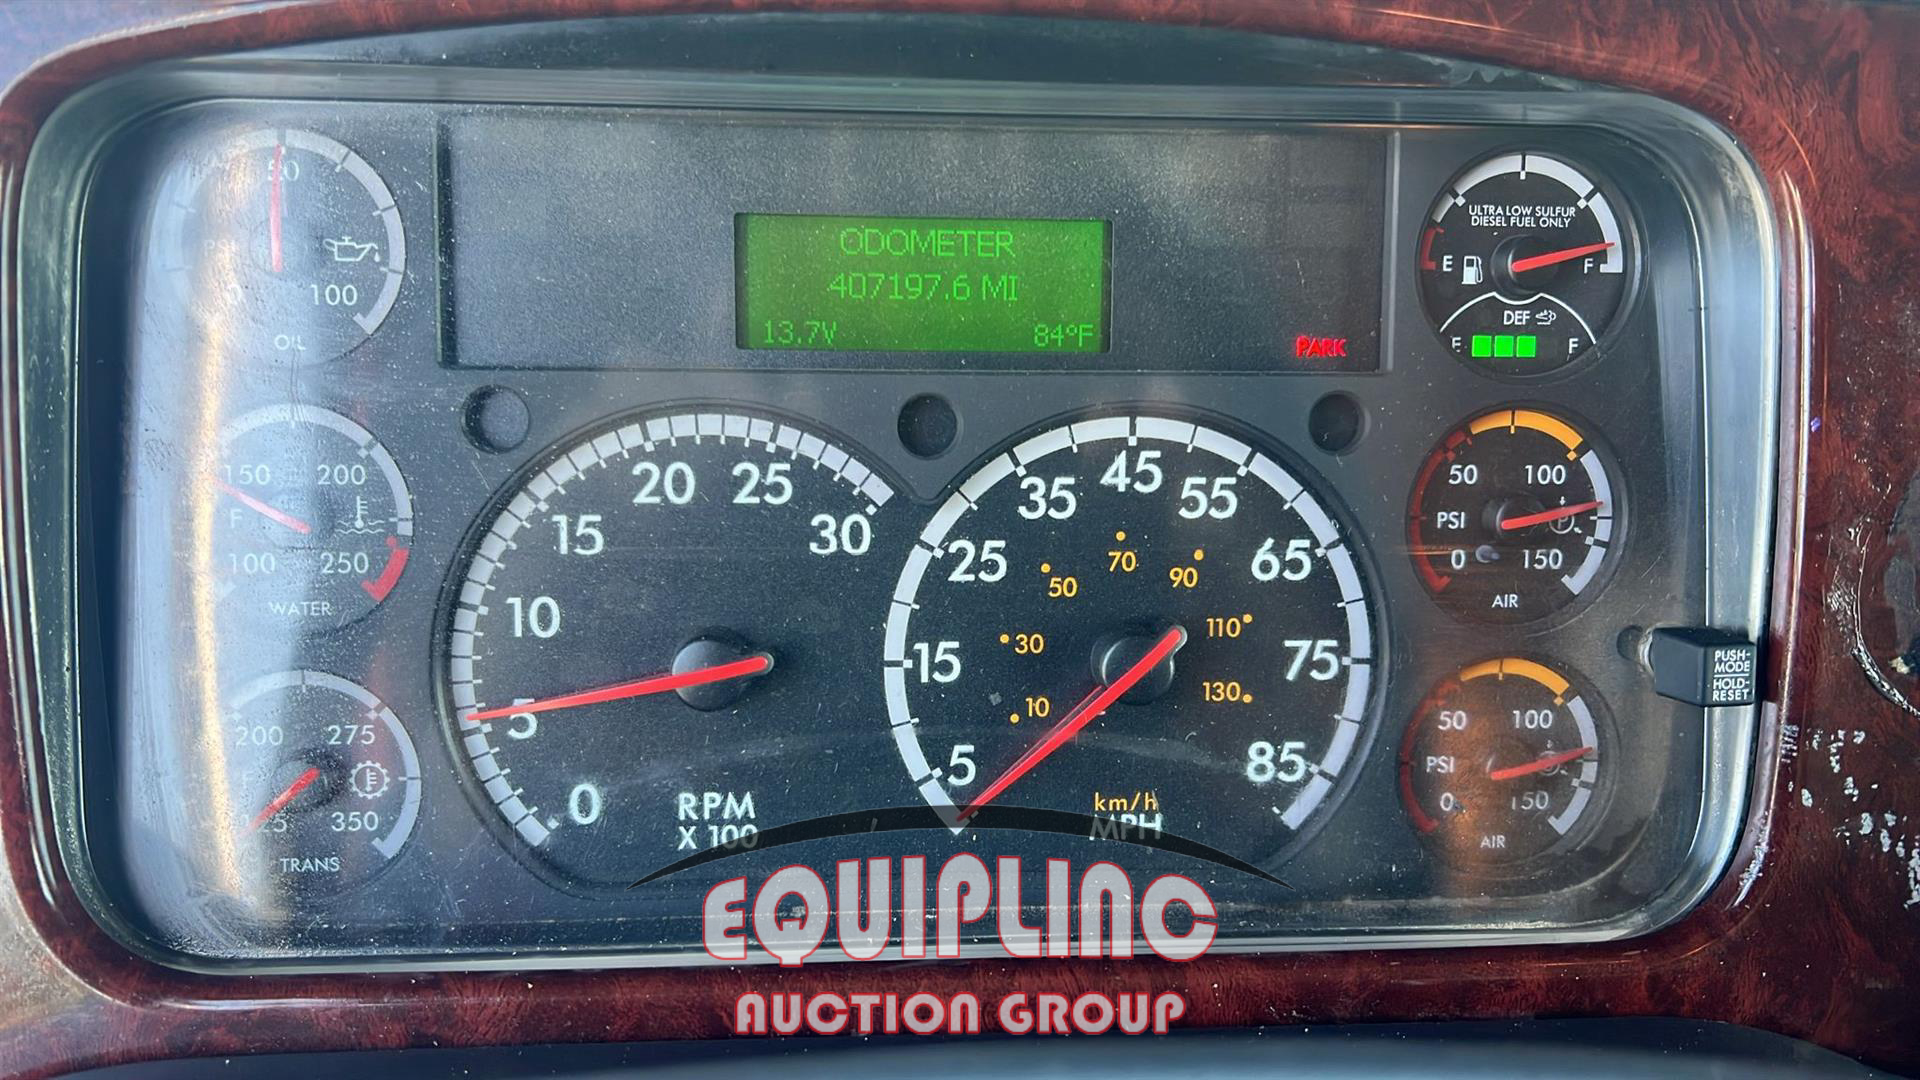 50
PSI
0
100
OIL
ODOMETER
407197.6 MI
13.7V
84°F
PARK
ULTRA LOW SULFUR
DIESEL FUEL ONLY
E
F
DEF
E
F
150
200
F
100
250
WATER
0
5
10
15
20
25
30
RPM
X 100
5
15
25
35
45
55
65
75
85
10
30
50
70
90
110
130
km/h
MPH
50
100
PSI
0
150
AIR
200
275
F
125
350
TRANS
50
100
PSI
0
150
AIR
PUSH-
MODE
HOLD-
RESET
EQUIPLINC
AUCTION GROUP